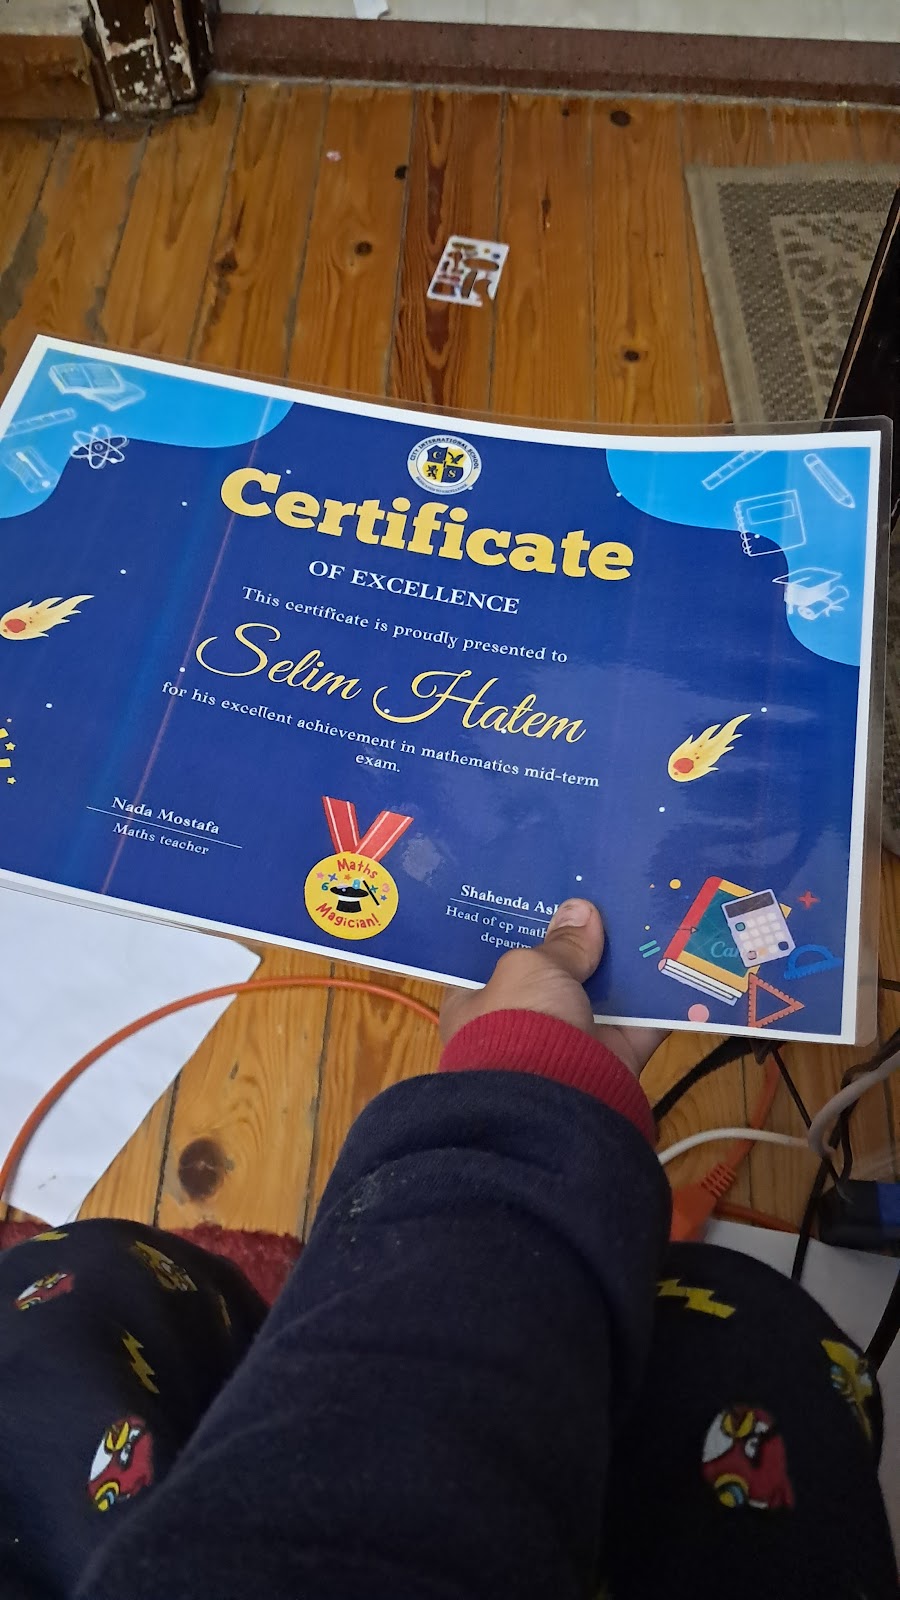 CITY INTERNATIONAL SCHOOL
C S
Certificate
OF EXCELLENCE
This certificate is proudly presented to
Selim Hatem
for his excellent achievement in mathematics mid-term
exam.
Nada Mostafa
Maths teacher
Maths
Magician!
Shahenda
Head of cp